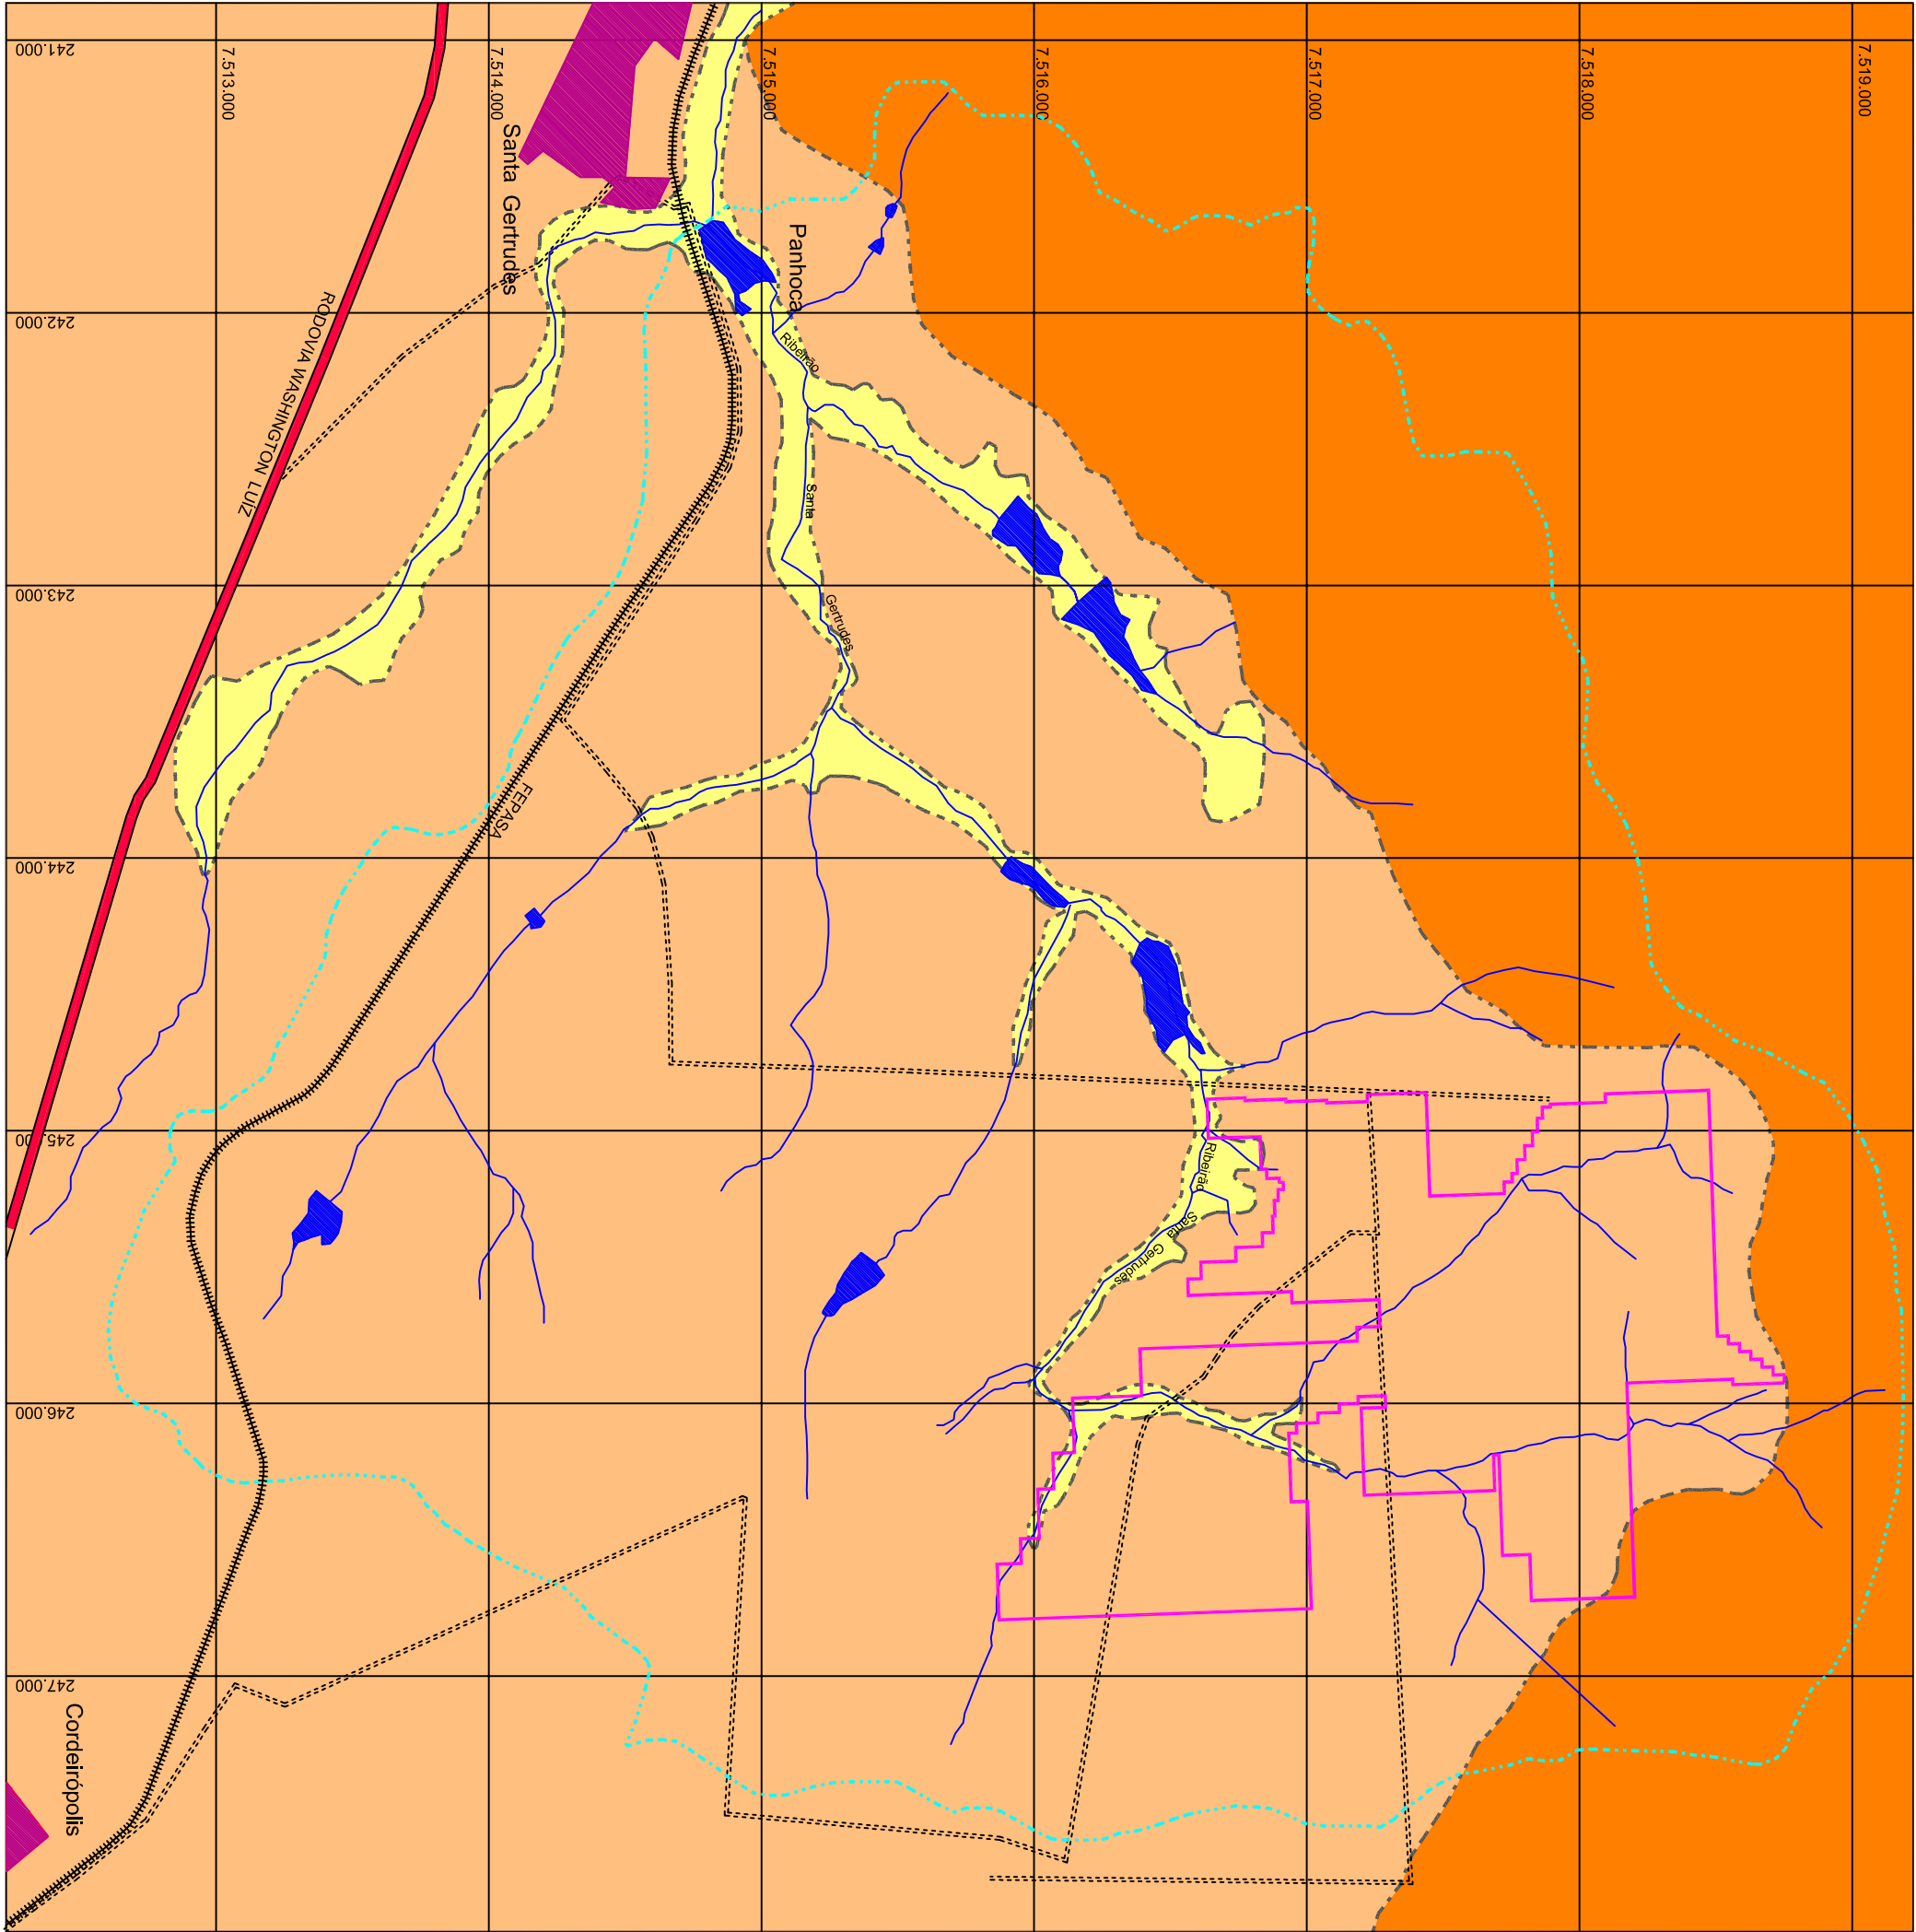 7.513.000
7.514.000
7.515.000
7.516.000
7.517.000
7.518.000
7.519.000
241.000
242.000
243.000
244.000
245.000
246.000
247.000
Santa Gertrudes
Panhoca
RODOVIA WASHINGTON LUÍZ
FEPASA
Ribeirão
Santa
Gertrudes
Ribeirão
Santa
Gertrudes
Cordeirópolis